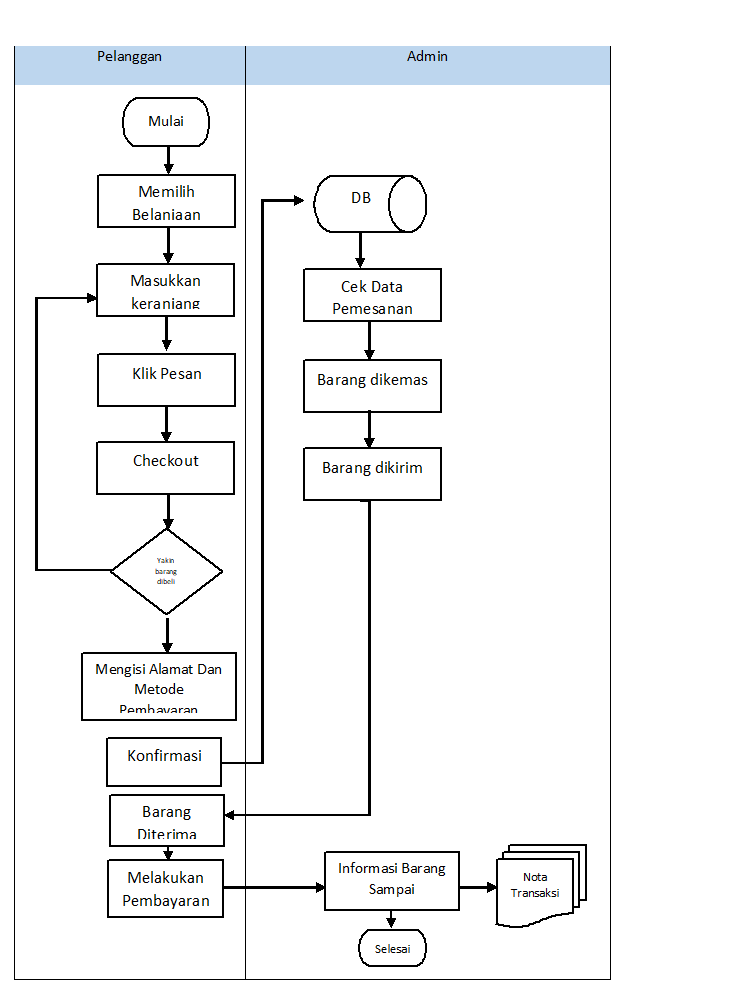 Pelanggan
Admin
Mulai
Memilih
Belanjaan
Masukkan
keranjang
Klik Pesan
Checkout
Yakin
barang
dibeli
Mengisi Alamat Dan
Metode
Pembayaran
Konfirmasi
Barang
Diterima
Melakukan
Pembayaran
DB
Cek Data
Pemesanan
Barang dikemas
Barang dikirim
Informasi Barang
Sampai
Nota
Transaksi
Selesai